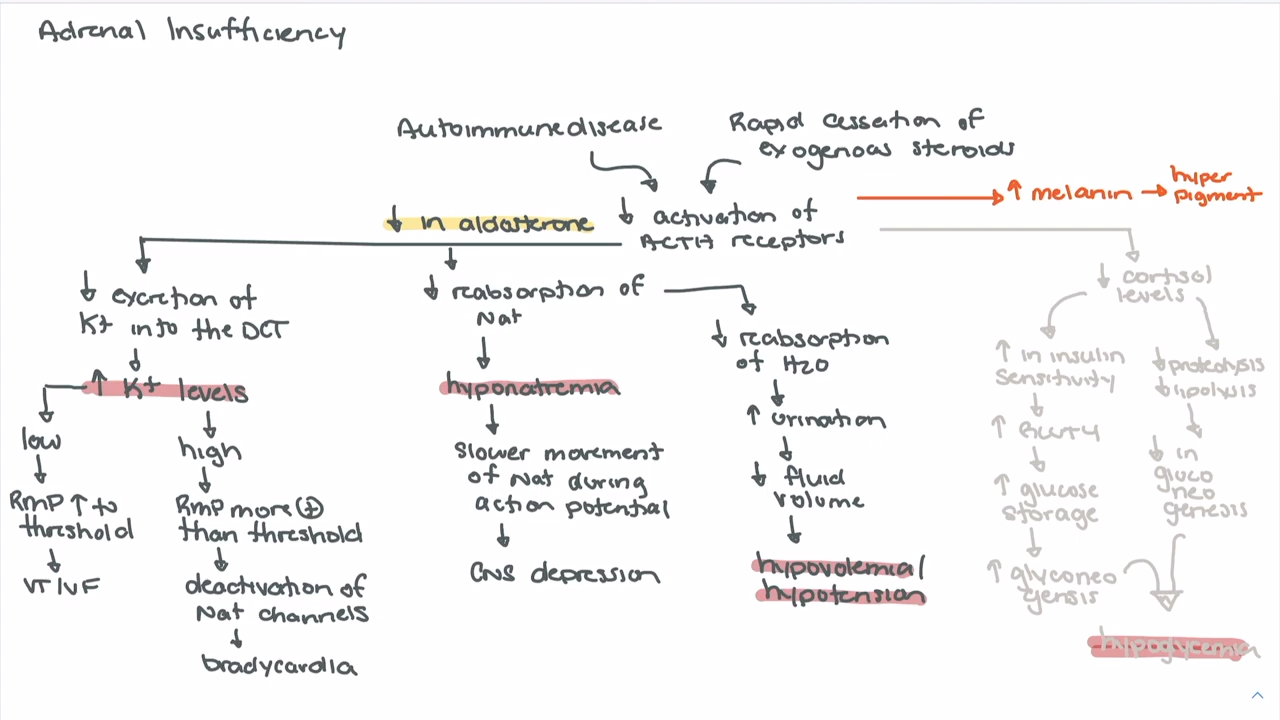 Adrenal Insufficiency
Autoimmune disease
Rapid cessation of
exogenous steroids
↑ melanin → hyper
pigment
↓ in aldosterone
↓ activation of
ACTH receptors
↓ excretion of
K+ into the DCT
↑ K+ levels
low
RMP ↑ to
threshold
VT/VF
high
RMP more (+)
than threshold
deactivation of
Na+ channels
bradycardia
↓ reabsorption of
Na+
hyponatremia
Slower movement
of Na+ during
action potential
CNS depression
↓ reabsorption
of H2O
↑ urination
↓ fluid
volume
hypovolemia/
hypotension
↓ cortisol
levels
↑ in insulin
Sensitivity
↑ GLUT4
↑ glucose
storage
↑ glyconeo
gensis
↓ proteolysis
↓ lipolysis
↓ in
gluco
neo
genesis
hypoglycemia